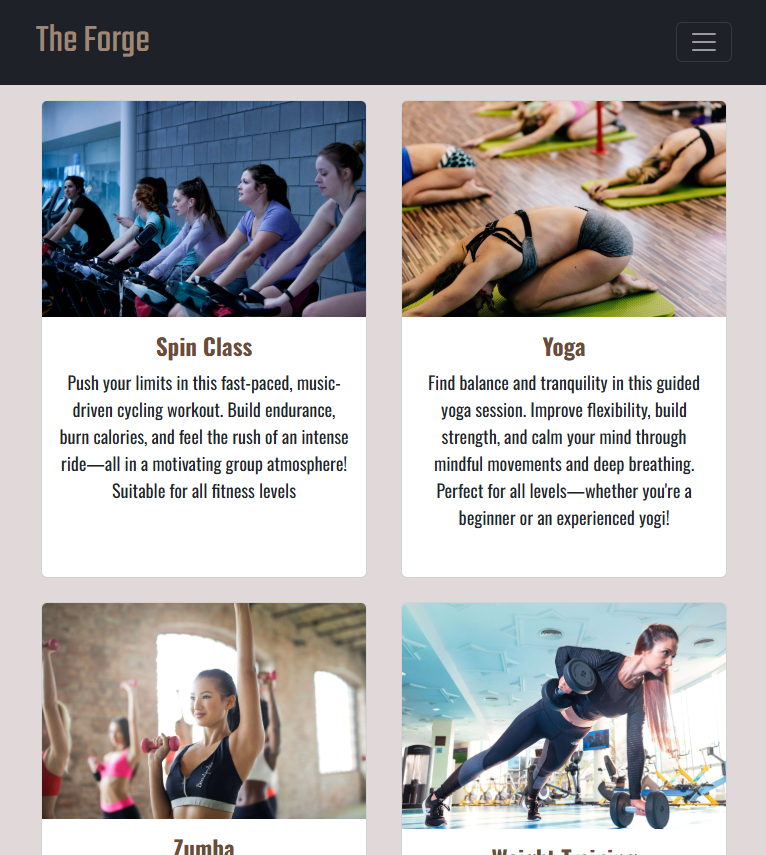 The Forge
Spin Class
Push your limits in this fast-paced, music-
driven cycling workout. Build endurance,
burn calories, and feel the rush of an intense
ride—all in a motivating group atmosphere!
Suitable for all fitness levels
Yoga
Find balance and tranquility in this guided
yoga session. Improve flexibility, build
strength, and calm your mind through
mindful movements and deep breathing.
Perfect for all levels—whether you're a
beginner or an experienced yogi!
Zumba
Weight Training